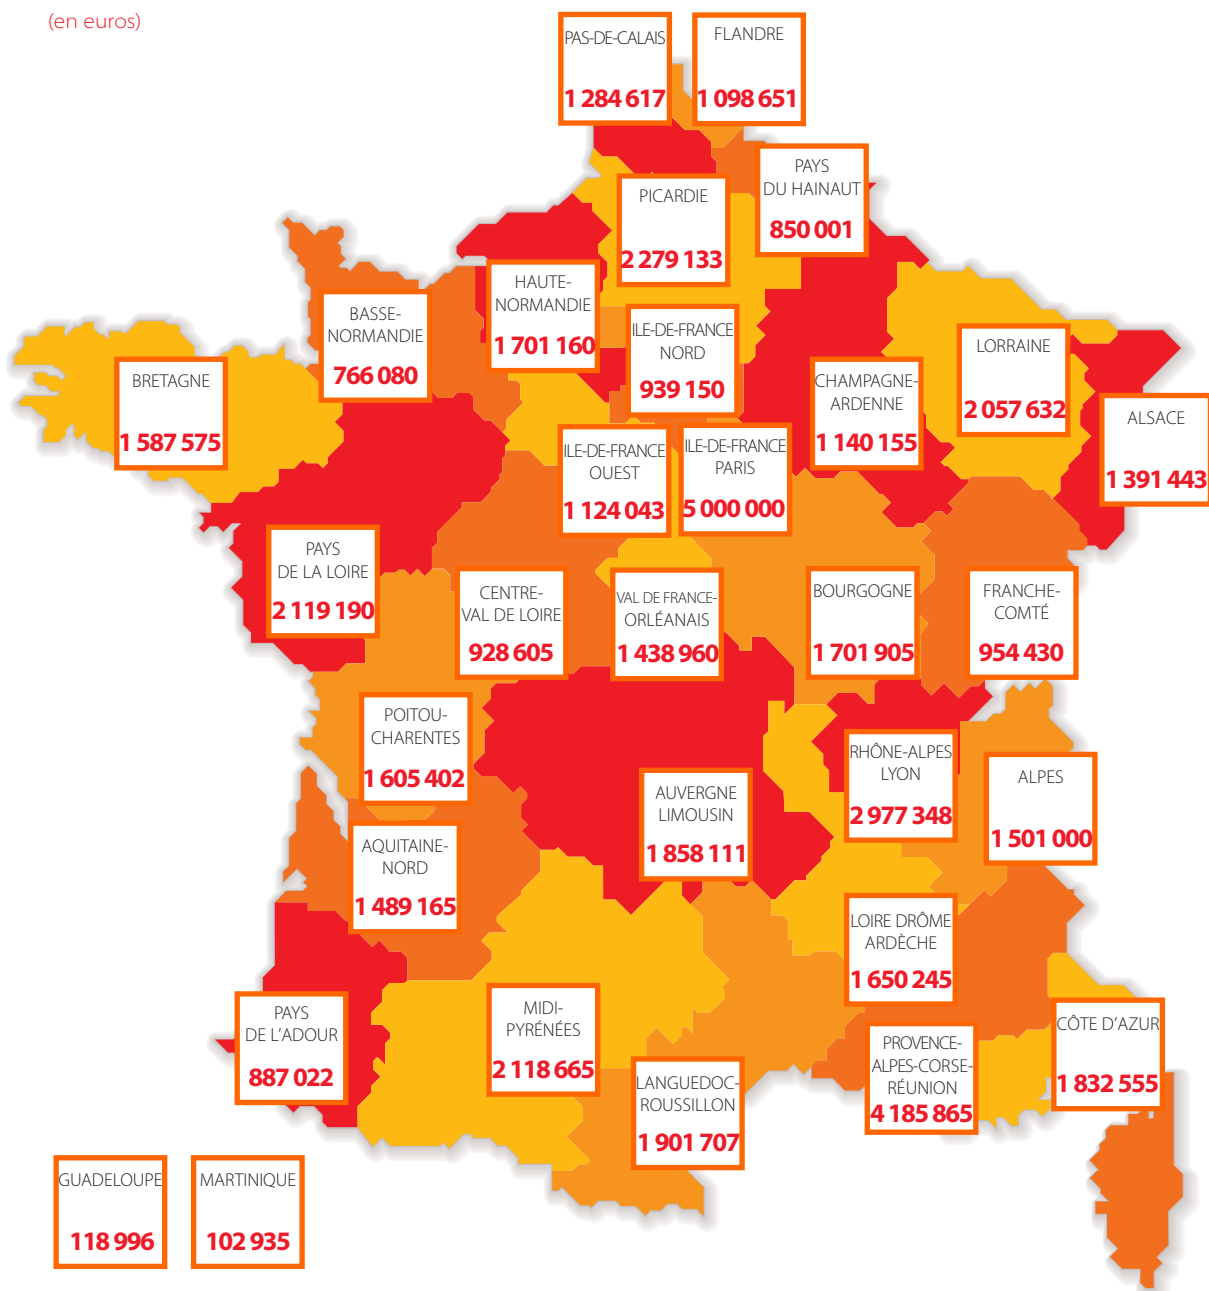 (en euros)
PAS-DE-CALAIS
1 284 617
FLANDRE
1 098 651
PAYS
DU HAINAUT
850 001
PICARDIE
2 279 133
HAUTE-
NORMANDIE
1 701 160
BASSE-
NORMANDIE
766 080
ILE-DE-FRANCE
NORD
939 150
LORRAINE
2 057 632
BRETAGNE
1 587 575
CHAMPAGNE-
ARDENNE
1 140 155
ALSACE
1 391 443
ILE-DE-FRANCE
OUEST
1 124 043
ILE-DE-FRANCE
PARIS
5 000 000
PAYS
DE LA LOIRE
2 119 190
CENTRE-
VAL DE LOIRE
928 605
VAL DE FRANCE-
ORLÉANAIS
1 438 960
BOURGOGNE
1 701 905
FRANCHE-
COMTÉ
954 430
POITOU-
CHARENTES
1 605 402
RHÔNE-ALPES
LYON
2 977 348
ALPES
1 501 000
AUVERGNE
LIMOUSIN
1 858 111
AQUITAINE-
NORD
1 489 165
LOIRE DRÔME
ARDÈCHE
1 650 245
PAYS
DE L'ADOUR
887 022
MIDI-
PYRÉNÉES
2 118 665
CÔTE D'AZUR
1 832 555
PROVENCE-
ALPES-CORSE-
RÉUNION
4 185 865
LANGUEDOC-
ROUSSILLON
1 901 707
GUADELOUPE
118 996
MARTINIQUE
102 935